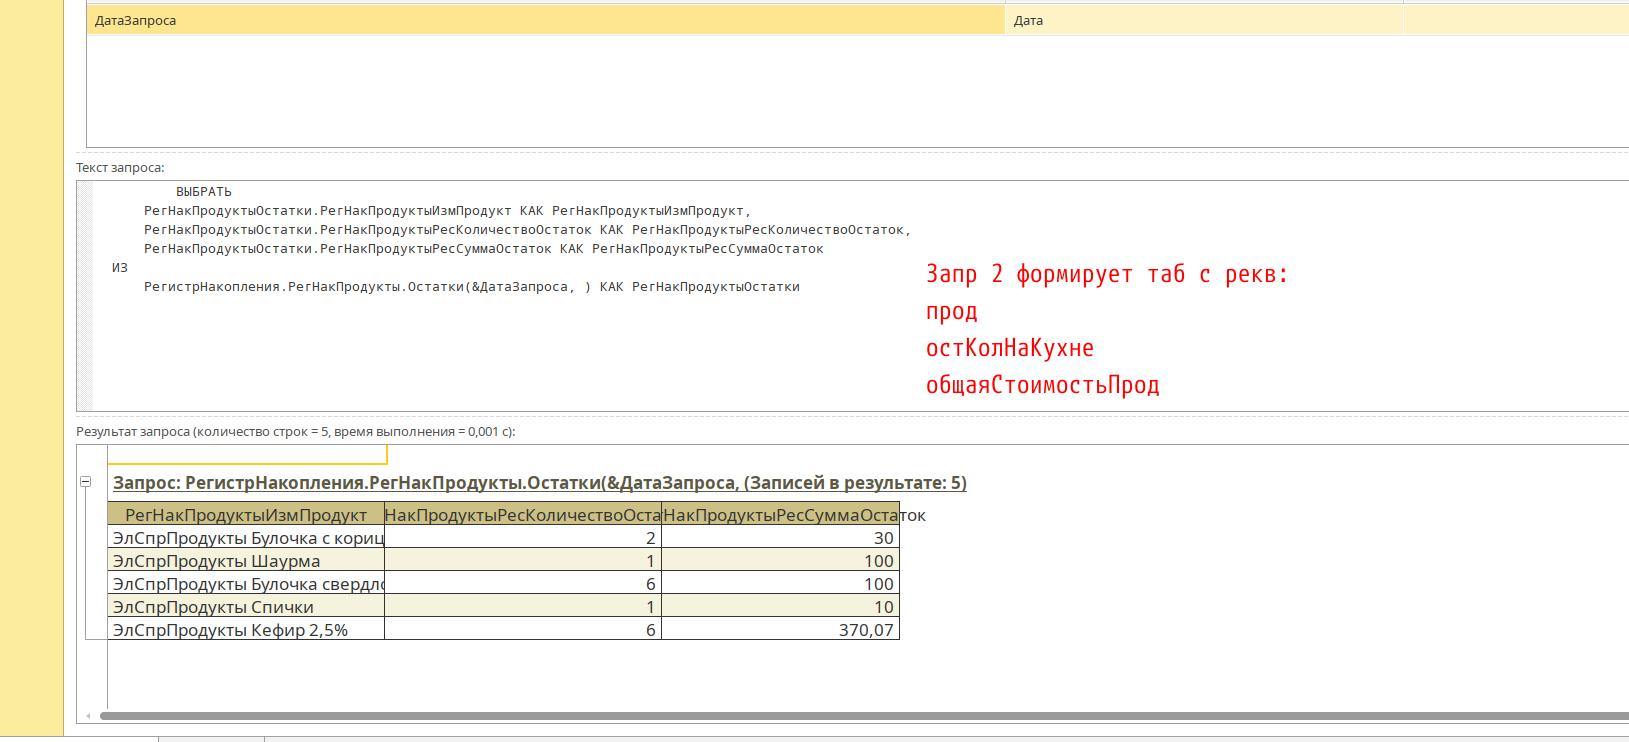 ДатаЗапроса Дата
Текст запроса:
ВЫБРАТЬ
РегНакПродуктыОстатки.РегНакПродуктыИзмПродукт КАК РегНакПродуктыИзмПродукт,
РегНакПродуктыОстатки.РегНакПродуктыРесКоличествоОстаток КАК РегНакПродуктыРесКоличествоОстаток,
РегНакПродуктыОстатки.РегНакПродуктыРесСуммаОстаток КАК РегНакПродуктыРесСуммаОстаток
ИЗ
РегистрНакопления.РегНакПродукты.Остатки(&ДатаЗапроса, ) КАК РегНакПродуктыОстатки
Запр 2 формирует таб с рекв:
прод
остКолНаКухне
общаяСтоимостьПрод
Результат запроса (количество строк = 5, время выполнения = 0,001 с):
Запрос: РегистрНакопления.РегНакПродукты.Остатки(&ДатаЗапроса, (Записей в результате: 5)
РегНакПродуктыИзмПродукт НакПродуктыРесКоличествоОста НакПродуктыРесСуммаОстаток
ЭлСпрПродукты Булочка с кориц 2 30
ЭлСпрПродукты Шаурма 1 100
ЭлСпрПродукты Булочка свердло 6 100
ЭлСпрПродукты Спички 1 10
ЭлСпрПродукты Кефир 2,5% 6 370,07